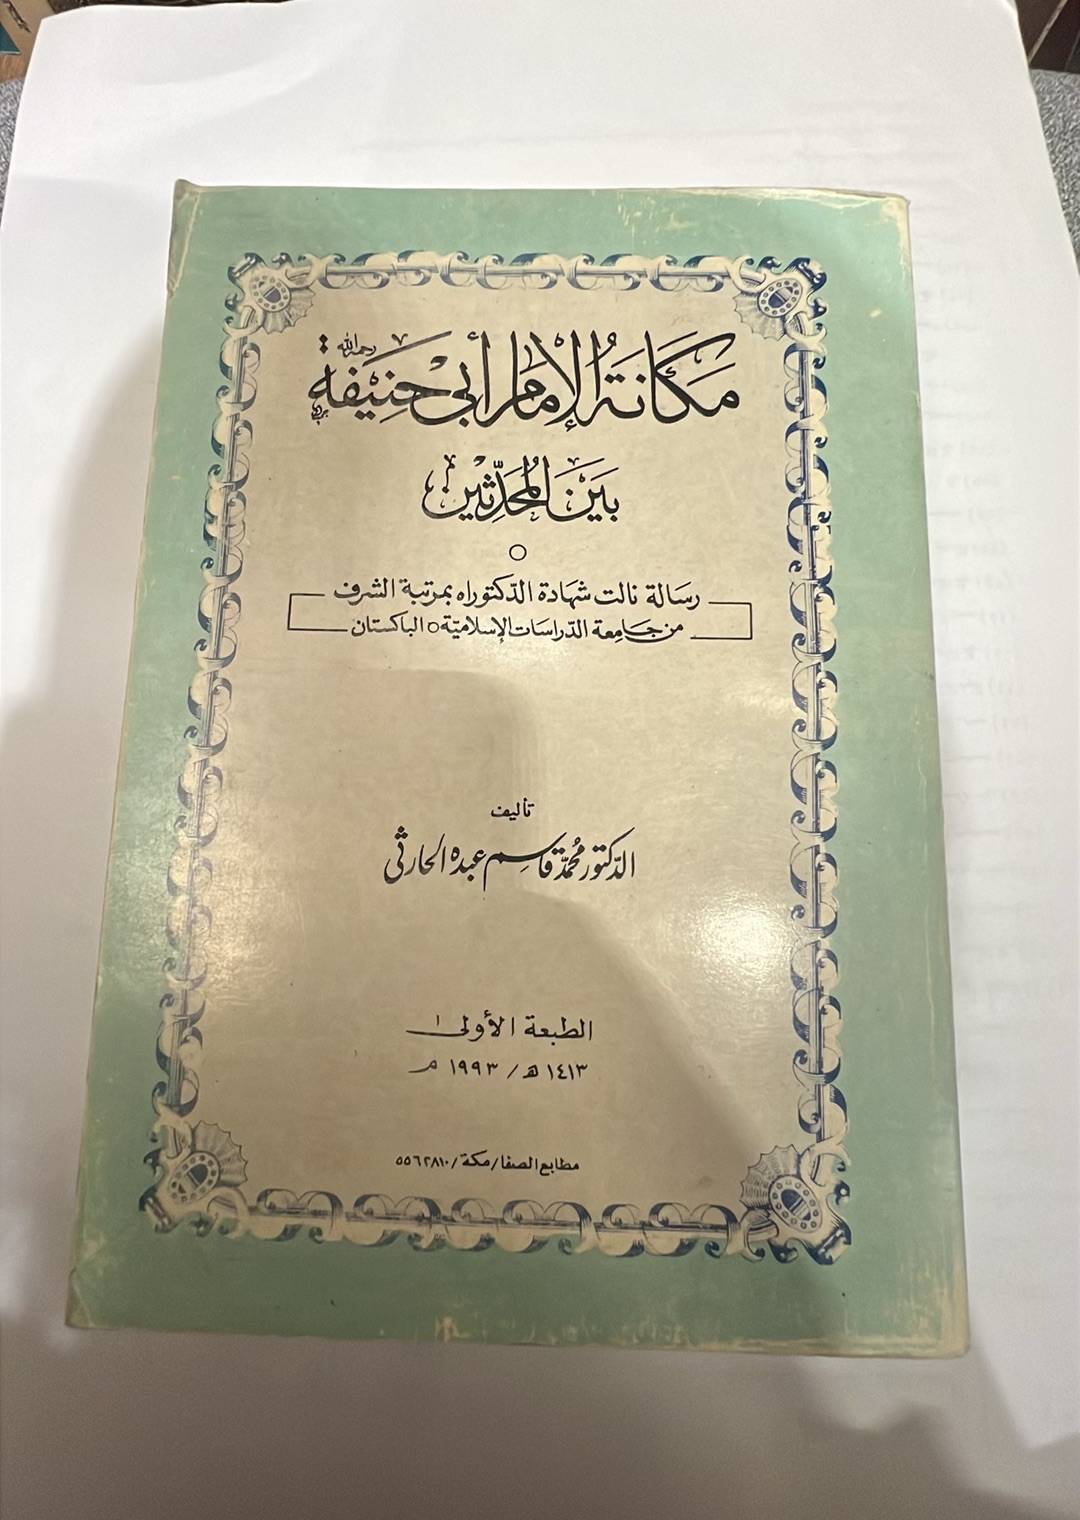 مكانة الإمام أبي حنيفة رحمه الله
بين المحدثين
رسالة نالت شهادة الدكتوراه بمرتبة الشرف
من جامعة الدراسات الإسلامية ○ الباكستان
تأليف
الدكتور محمد قاسم عبده الحارثي
الطبعة الأولى
١٤١٣ هـ / ١٩٩٣ م
مطابع الصفا / مكة / ٥٥٦٢٨١٠